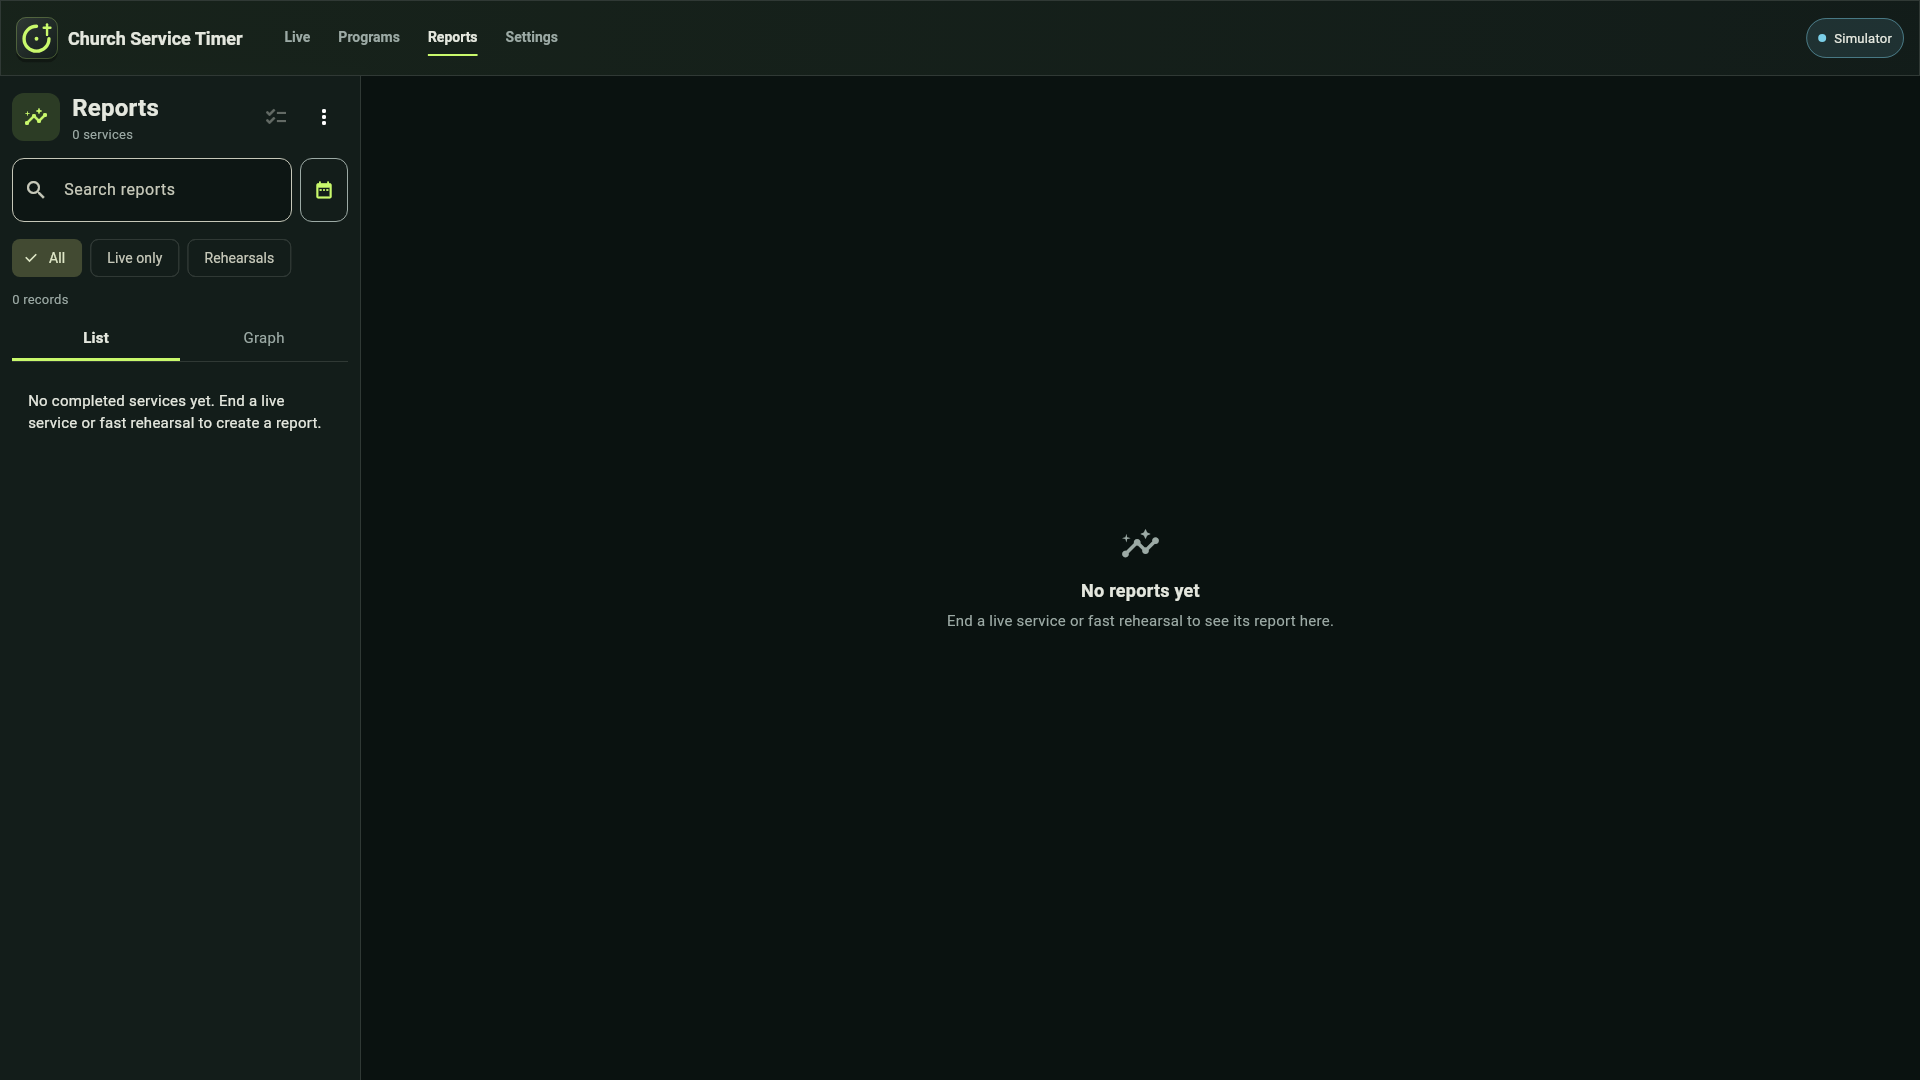 Church Service Timer
Live
Programs
Reports
Settings
Simulator
Reports
0 services
Search reports
All
Live only
Rehearsals
0 records
List
Graph
No completed services yet. End a live
service or fast rehearsal to create a report.
No reports yet
End a live service or fast rehearsal to see its report here.